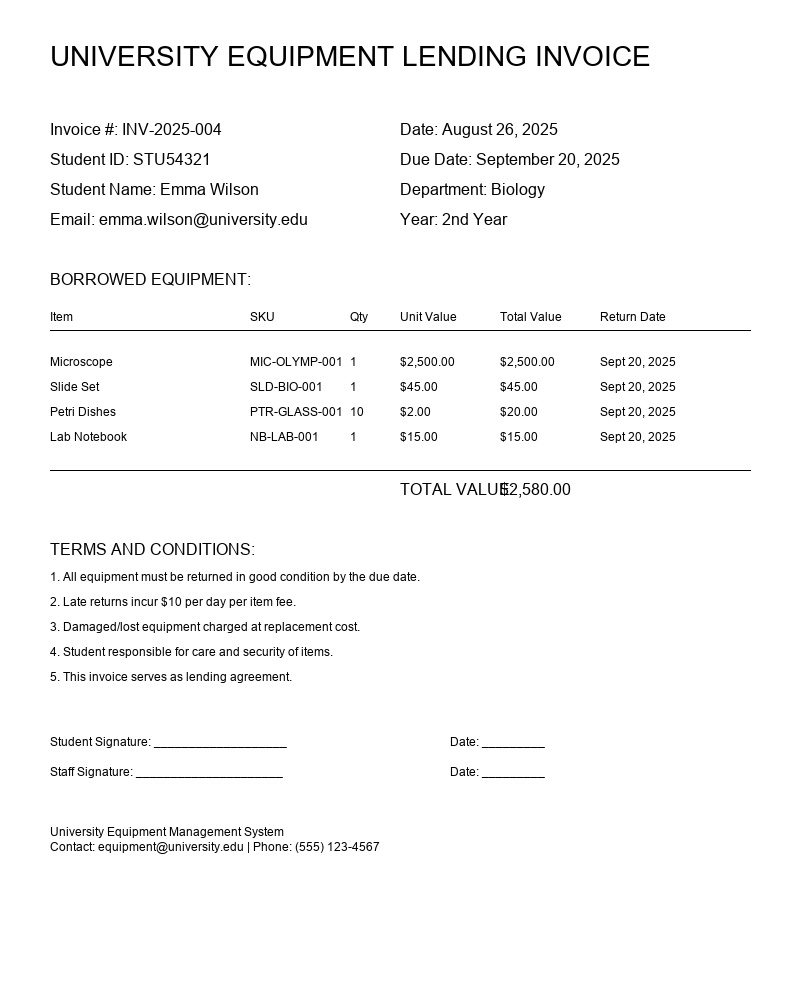 UNIVERSITY EQUIPMENT LENDING INVOICE
Invoice #: INV-2025-004 Date: August 26, 2025
Student ID: STU54321 Due Date: September 20, 2025
Student Name: Emma Wilson Department: Biology
Email: emma.wilson@university.edu Year: 2nd Year
BORROWED EQUIPMENT:
Item SKU Qty Unit Value Total Value Return Date
Microscope MIC-OLYMP-001 1 $2,500.00 $2,500.00 Sept 20, 2025
Slide Set SLD-BIO-001 1 $45.00 $45.00 Sept 20, 2025
Petri Dishes PTR-GLASS-001 10 $2.00 $20.00 Sept 20, 2025
Lab Notebook NB-LAB-001 1 $15.00 $15.00 Sept 20, 2025
TOTAL VALUE: $2,580.00
TERMS AND CONDITIONS:
1. All equipment must be returned in good condition by the due date.
2. Late returns incur $10 per day per item fee.
3. Damaged/lost equipment charged at replacement cost.
4. Student responsible for care and security of items.
5. This invoice serves as lending agreement.
Student Signature: ___________________ Date: _________
Staff Signature: _____________________ Date: _________
University Equipment Management System
Contact: equipment@university.edu | Phone: (555) 123-4567